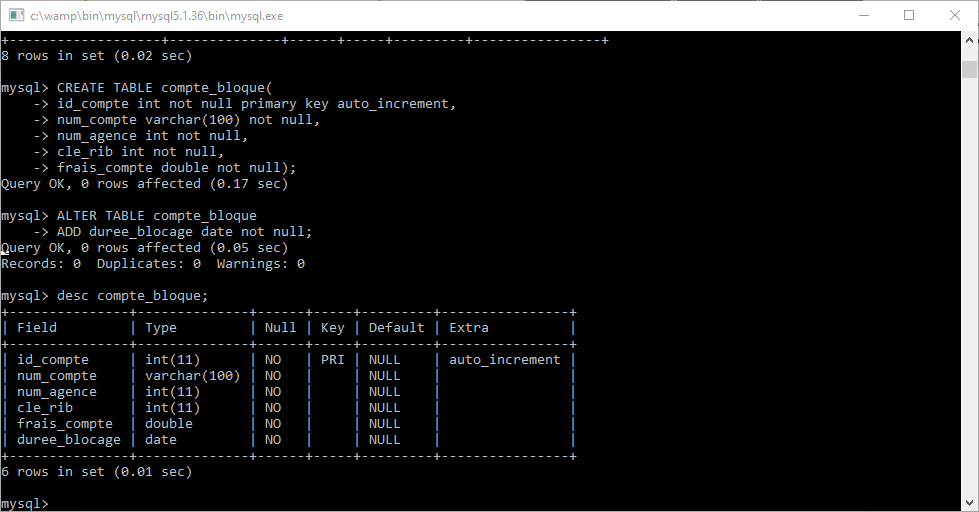 c:\wamp\bin\mysql\mysql5.1.36\bin\mysql.exe
+-------------------+--------------+------+-----+---------+----------------+
8 rows in set (0.02 sec)
mysql> CREATE TABLE compte_bloque(
    -> id_compte int not null primary key auto_increment,
    -> num_compte varchar(100) not null,
    -> num_agence int not null,
    -> cle_rib int not null,
    -> frais_compte double not null);
Query OK, 0 rows affected (0.17 sec)
mysql> ALTER TABLE compte_bloque
    -> ADD duree_blocage date not null;
Query OK, 0 rows affected (0.05 sec)
Records: 0  Duplicates: 0  Warnings: 0
mysql> desc compte_bloque;
+---------------+--------------+------+-----+---------+----------------+
| Field         | Type         | Null | Key | Default | Extra          |
+---------------+--------------+------+-----+---------+----------------+
| id_compte     | int(11)      | NO   | PRI | NULL    | auto_increment |
| num_compte    | varchar(100) | NO   |     | NULL    |                |
| num_agence    | int(11)      | NO   |     | NULL    |                |
| cle_rib       | int(11)      | NO   |     | NULL    |                |
| frais_compte  | double       | NO   |     | NULL    |                |
| duree_blocage | date         | NO   |     | NULL    |                |
+---------------+--------------+------+-----+---------+----------------+
6 rows in set (0.01 sec)
mysql>